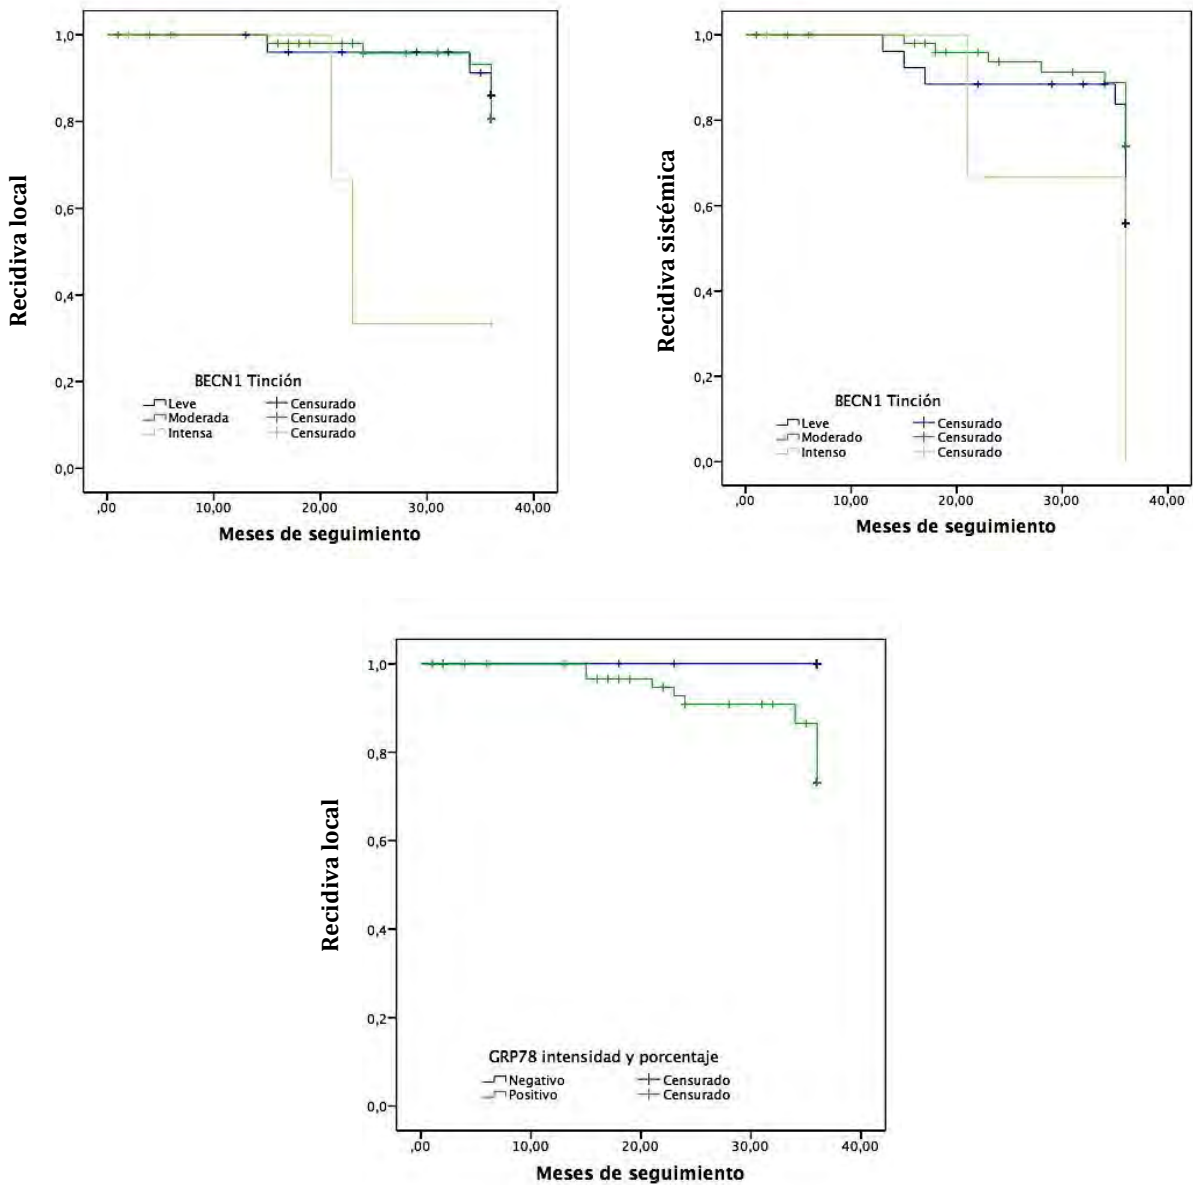 Recidiva local
1,0
0,8
0,6
0,4
0,2
0,0
BECN1 Tinción
Leve Censurado
Moderada Censurado
Intensa Censurado
,00 10,00 20,00 30,00 40,00
Meses de seguimiento
Recidiva sistémica
1,0
0,8
0,6
0,4
0,2
0,0
BECN1 Tinción
Leve Censurado
Moderado Censurado
Intenso Censurado
,00 10,00 20,00 30,00 40,00
Meses de seguimiento
Recidiva local
1,0
0,8
0,6
0,4
0,2
0,0
GRP78 intensidad y porcentaje
Negativo Censurado
Positivo Censurado
,00 10,00 20,00 30,00 40,00
Meses de seguimiento